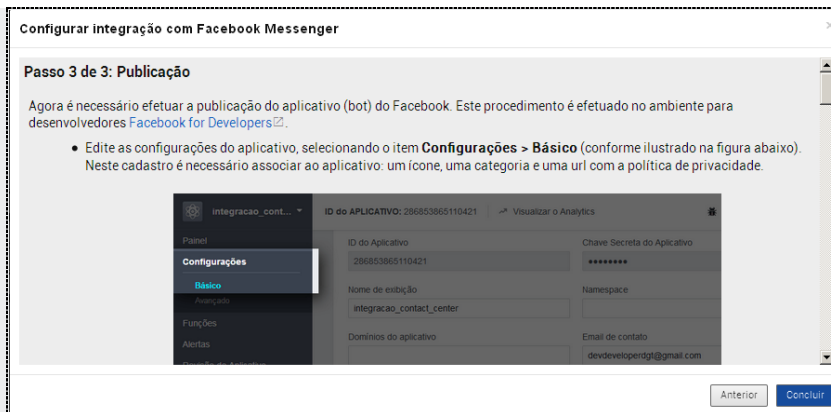 Configurar integração com Facebook Messenger
Passo 3 de 3: Publicação
Agora é necessário efetuar a publicação do aplicativo (bot) do Facebook. Este procedimento é efetuado no ambiente para
desenvolvedores Facebook for Developers.
Edite as configurações do aplicativo, selecionando o item Configurações > Básico (conforme ilustrado na figura abaixo).
Neste cadastro é necessário associar ao aplicativo: um ícone, uma categoria e uma url com a política de privacidade.
integracao_cont... ID do APLICATIVO: 286853865110421 Visualizar o Analytics
Painel
Configurações
Básico
Avançado
Funções
Alertas
Revisão do Aplicativo
ID do Aplicativo Chave Secreta do Aplicativo
286853865110421 ••••••••
Nome de exibição Namespace
integracao_contact_center
Domínios do aplicativo Email de contato
devdeveloperdgt@gmail.com
Anterior Concluir